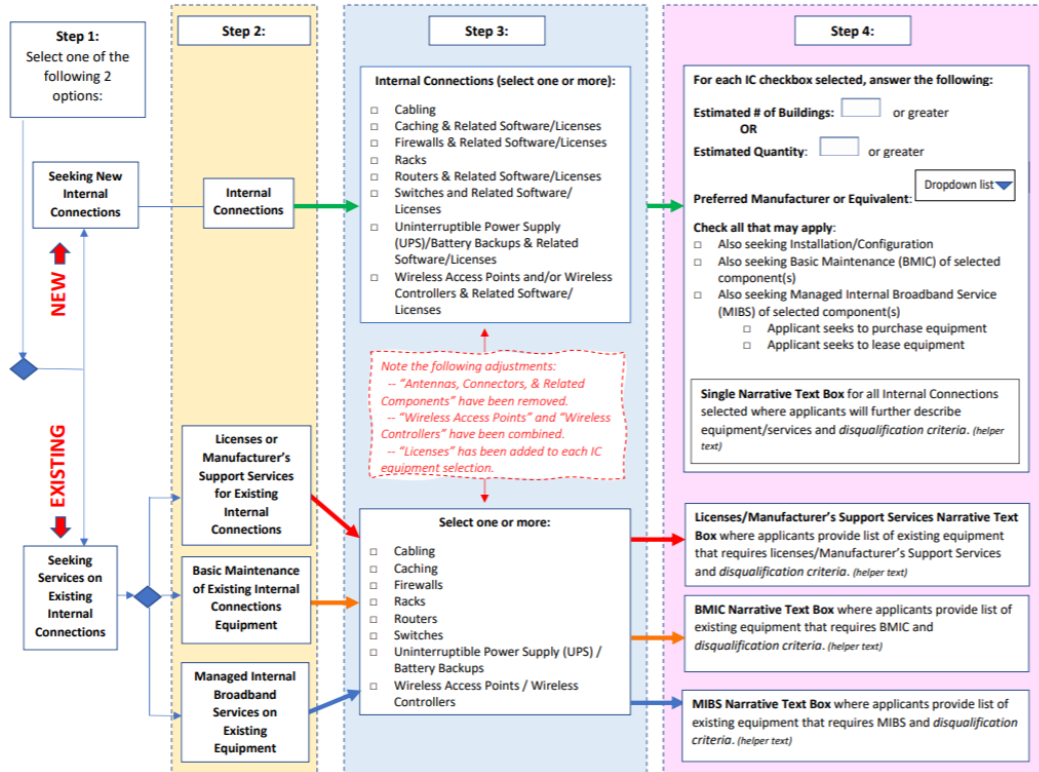 Step 1:
Select one of the
following 2
options:
Seeking New
Internal
Connections
NEW
EXISTING
Seeking
Services on
Existing
Internal
Connections
Step 2:
Internal
Connections
Licenses or
Manufacturer's
Support Services
for Existing
Internal
Connections
Basic Maintenance
of Existing Internal
Connections
Equipment
Managed Internal
Broadband
Services on
Existing
Equipment
Step 3:
Internal Connections (select one or more):
□ Cabling
□ Caching & Related Software/Licenses
□ Firewalls & Related Software/Licenses
□ Racks
□ Routers & Related Software/Licenses
□ Switches and Related Software/
Licenses
□ Uninterruptible Power Supply
(UPS)/Battery Backups & Related
Software/Licenses
□ Wireless Access Points and/or Wireless
Controllers & Related Software/
Licenses
Note the following adjustments:
-- "Antennas, Connectors, & Related
Components" have been removed.
-- "Wireless Access Points" and "Wireless
Controllers" have been combined.
-- "Licenses" has been added to each IC
equipment selection.
Select one or more:
□ Cabling
□ Caching
□ Firewalls
□ Racks
□ Routers
□ Switches
□ Uninterruptible Power Supply (UPS) /
Battery Backups
□ Wireless Access Points / Wireless
Controllers
Step 4:
For each IC checkbox selected, answer the following:
Estimated # of Buildings: or greater
OR
Estimated Quantity: or greater
Preferred Manufacturer or Equivalent: Dropdown list
Check all that may apply:
□ Also seeking Installation/Configuration
□ Also seeking Basic Maintenance (BMIC) of selected
component(s)
□ Also seeking Managed Internal Broadband Service
(MIBS) of selected component(s)
□ Applicant seeks to purchase equipment
□ Applicant seeks to lease equipment
Single Narrative Text Box for all Internal Connections
selected where applicants will further describe
equipment/services and disqualification criteria. (helper
text)
Licenses/Manufacturer's Support Services Narrative Text
Box where applicants provide list of existing equipment
that requires licenses/Manufacturer's Support Services
and disqualification criteria. (helper text)
BMIC Narrative Text Box where applicants provide list of
existing equipment that requires BMIC and
disqualification criteria. (helper text)
MIBS Narrative Text Box where applicants provide list of
existing equipment that requires MIBS and disqualification
criteria. (helper text)